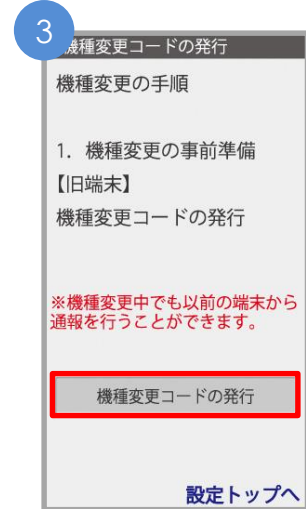 3
機種変更コードの発行
機種変更の手順
1. 機種変更の事前準備
【旧端末】
機種変更コードの発行
※機種変更中でも以前の端末から
通報を行うことができます。
機種変更コードの発行
設定トップへ